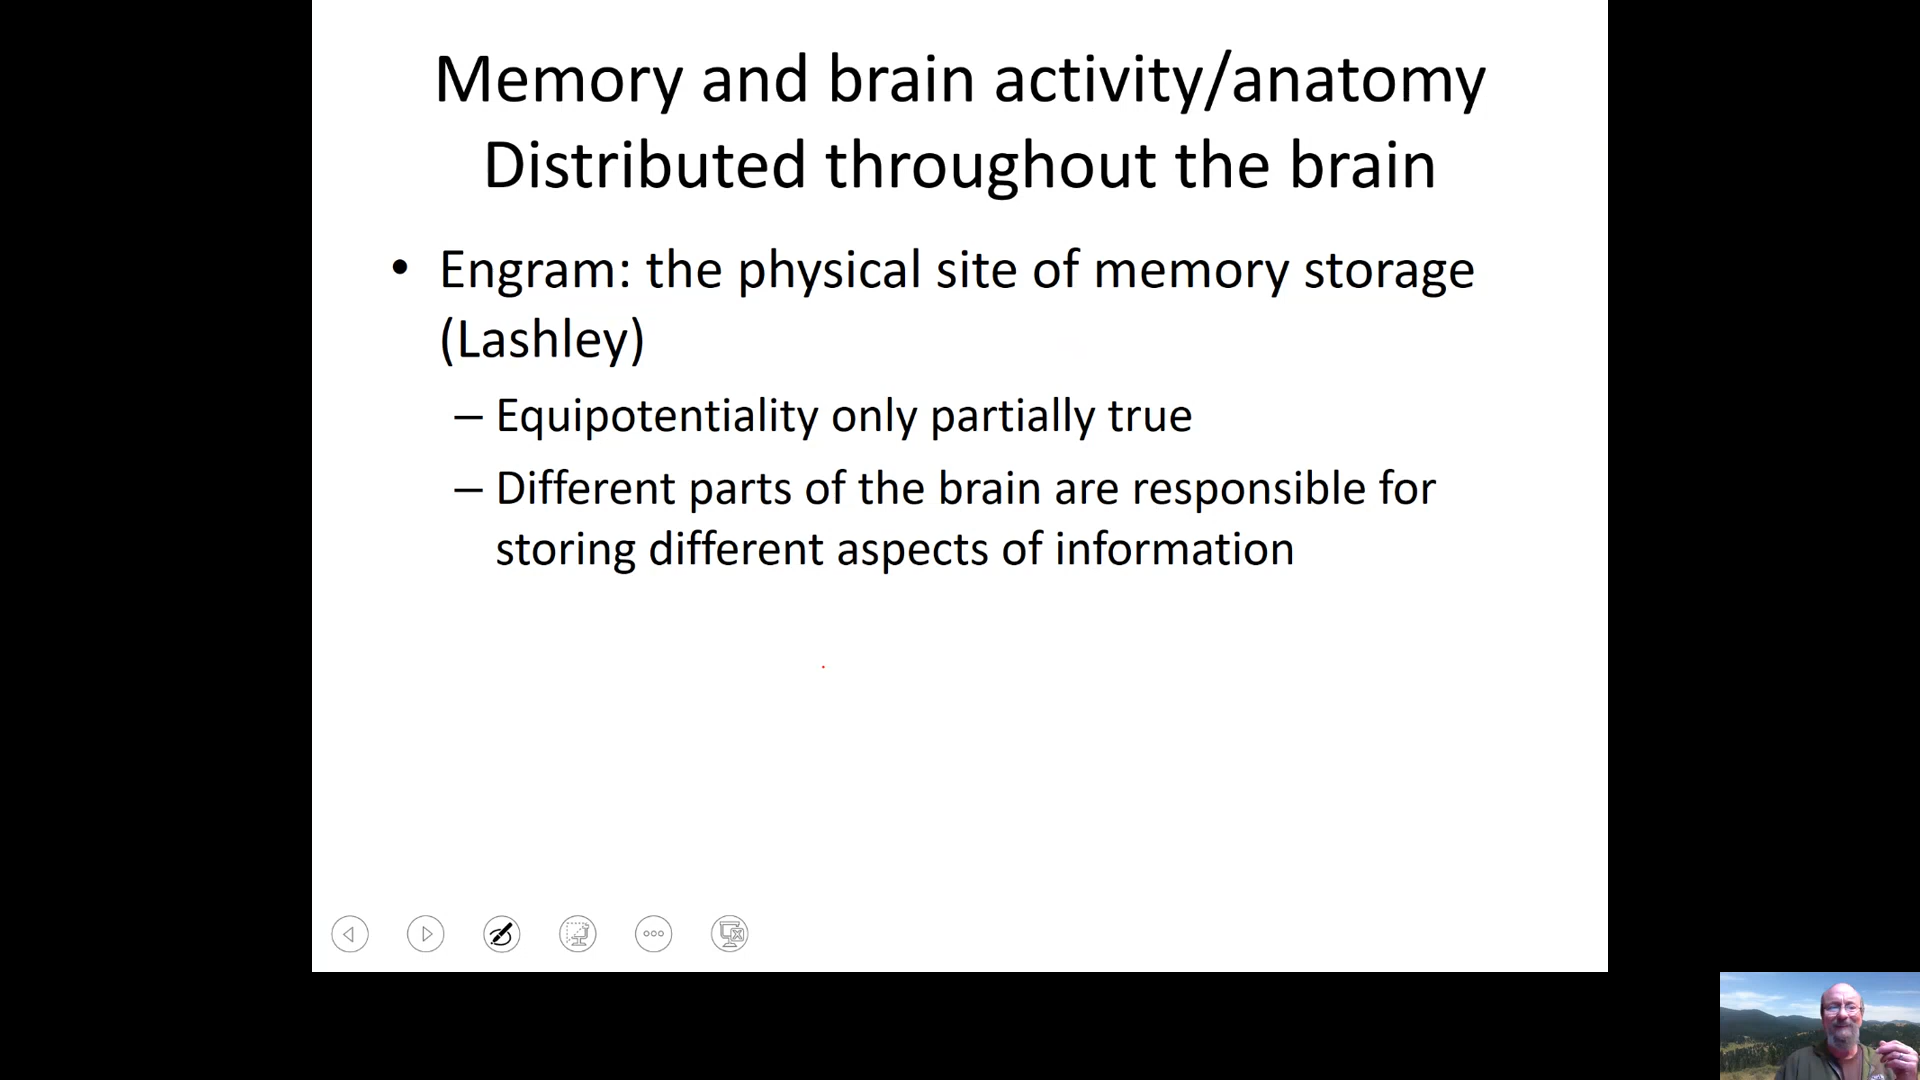 Memory and brain activity/anatomy
Distributed throughout the brain
• Engram: the physical site of memory storage
(Lashley)
– Equipotentiality only partially true
– Different parts of the brain are responsible for
storing different aspects of information